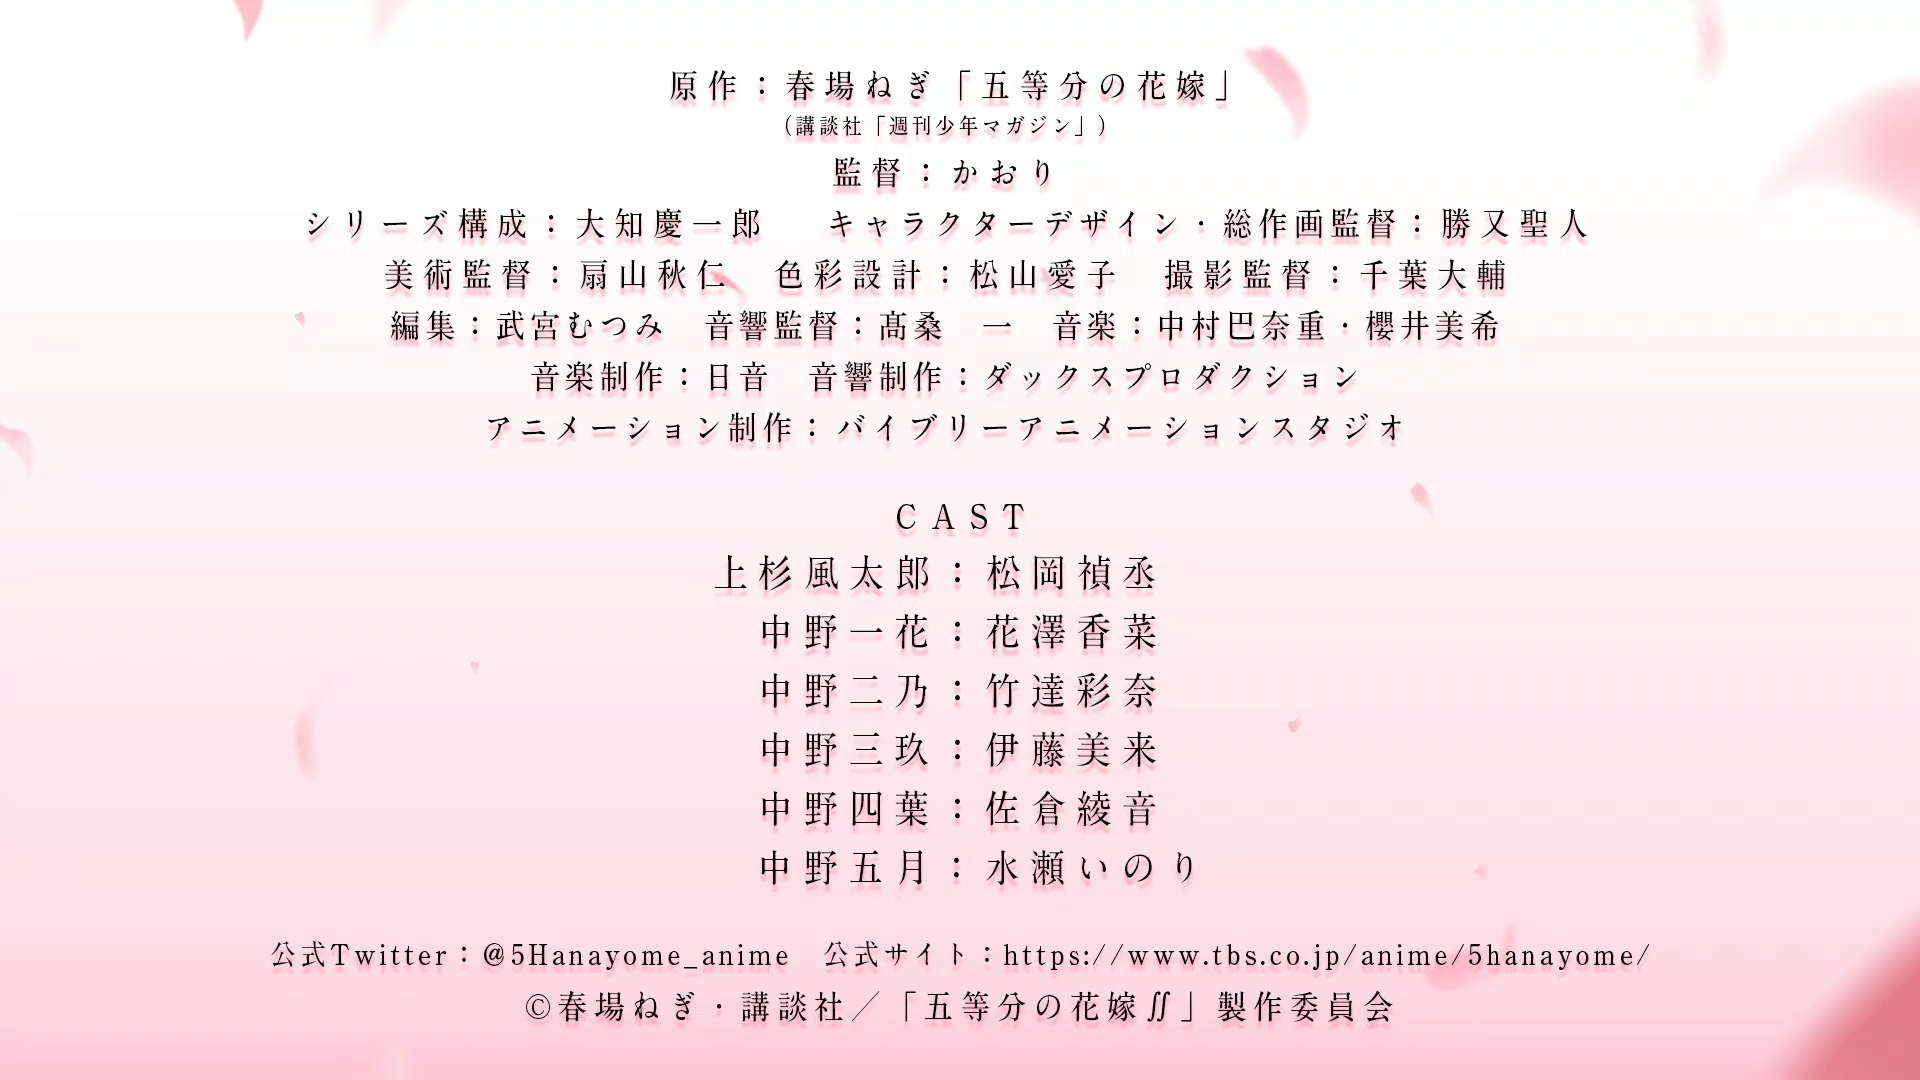 原作：春場ねぎ「五等分の花嫁」
（講談社「週刊少年マガジン」）
監督：かおり
シリーズ構成：大知慶一郎　キャラクターデザイン・総作画監督：勝又聖人
美術監督：扇山秋仁　色彩設計：松山愛子　撮影監督：千葉大輔
編集：武宮むつみ　音響監督：髙桑　一　音楽：中村巴奈重・櫻井美希
音楽制作：日音　音響制作：ダックスプロダクション
アニメーション制作：バイブリーアニメーションスタジオ
CAST
上杉風太郎：松岡禎丞
中野一花：花澤香菜
中野二乃：竹達彩奈
中野三玖：伊藤美来
中野四葉：佐倉綾音
中野五月：水瀬いのり
公式Twitter：@5Hanayome_anime　公式サイト：https://www.tbs.co.jp/anime/5hanayome/
©春場ねぎ・講談社／「五等分の花嫁∬」製作委員会